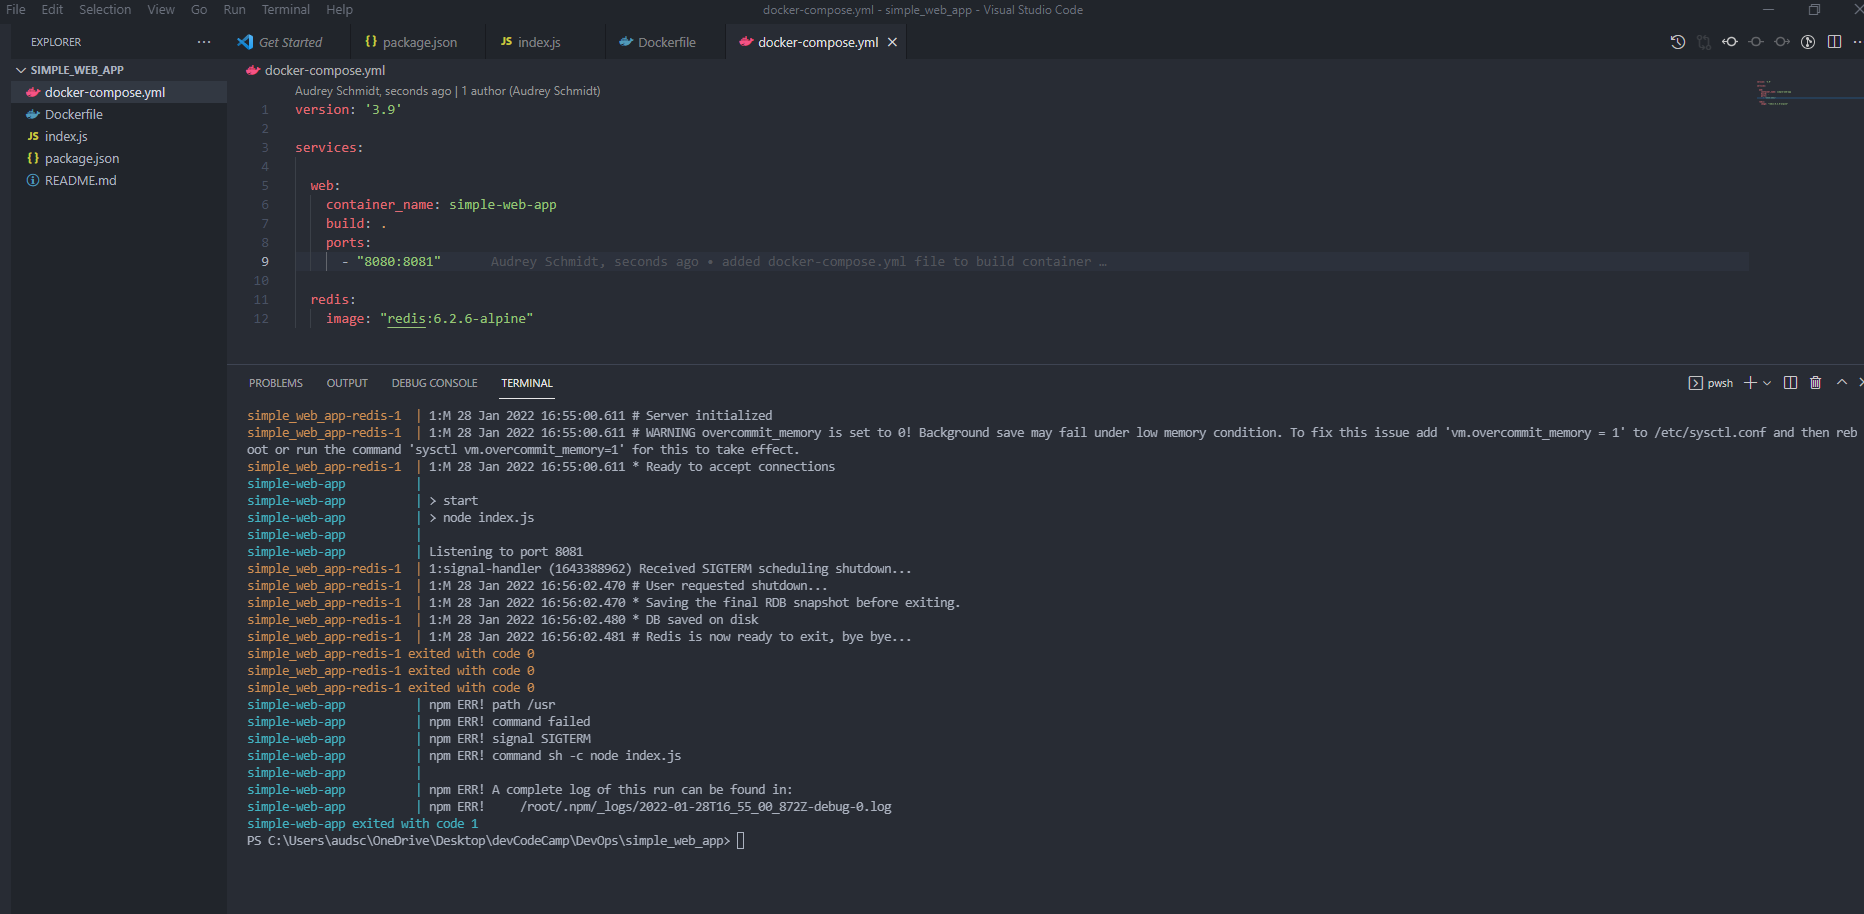 File Edit Selection View Go Run Terminal Help
docker-compose.yml - simple_web_app - Visual Studio Code
EXPLORER ···
Get Started
{} package.json
JS index.js
Dockerfile
docker-compose.yml
SIMPLE_WEB_APP
docker-compose.yml
Dockerfile
JS index.js
{} package.json
README.md
docker-compose.yml
Audrey Schmidt, seconds ago | 1 author (Audrey Schmidt)
1 version: '3.9'
2
3 services:
4
5 web:
6 container_name: simple-web-app
7 build: .
8 ports:
9 - "8080:8081" Audrey Schmidt, seconds ago • added docker-compose.yml file to build container …
10
11 redis:
12 image: "redis:6.2.6-alpine"
PROBLEMS OUTPUT DEBUG CONSOLE TERMINAL
pwsh
simple_web_app-redis-1 | 1:M 28 Jan 2022 16:55:00.611 # Server initialized
simple_web_app-redis-1 | 1:M 28 Jan 2022 16:55:00.611 # WARNING overcommit_memory is set to 0! Background save may fail under low memory condition. To fix this issue add 'vm.overcommit_memory = 1' to /etc/sysctl.conf and then reb
oot or run the command 'sysctl vm.overcommit_memory=1' for this to take effect.
simple_web_app-redis-1 | 1:M 28 Jan 2022 16:55:00.611 * Ready to accept connections
simple-web-app |
simple-web-app | > start
simple-web-app | > node index.js
simple-web-app |
simple-web-app | Listening to port 8081
simple_web_app-redis-1 | 1:signal-handler (1643388962) Received SIGTERM scheduling shutdown...
simple_web_app-redis-1 | 1:M 28 Jan 2022 16:56:02.470 # User requested shutdown...
simple_web_app-redis-1 | 1:M 28 Jan 2022 16:56:02.470 * Saving the final RDB snapshot before exiting.
simple_web_app-redis-1 | 1:M 28 Jan 2022 16:56:02.480 * DB saved on disk
simple_web_app-redis-1 | 1:M 28 Jan 2022 16:56:02.481 # Redis is now ready to exit, bye bye...
simple_web_app-redis-1 exited with code 0
simple_web_app-redis-1 exited with code 0
simple_web_app-redis-1 exited with code 0
simple-web-app | npm ERR! path /usr
simple-web-app | npm ERR! command failed
simple-web-app | npm ERR! signal SIGTERM
simple-web-app | npm ERR! command sh -c node index.js
simple-web-app |
simple-web-app | npm ERR! A complete log of this run can be found in:
simple-web-app | npm ERR!     /root/.npm/_logs/2022-01-28T16_55_00_872Z-debug-0.log
simple-web-app exited with code 1
PS C:\Users\audsc\OneDrive\Desktop\devCodeCamp\DevOps\simple_web_app>